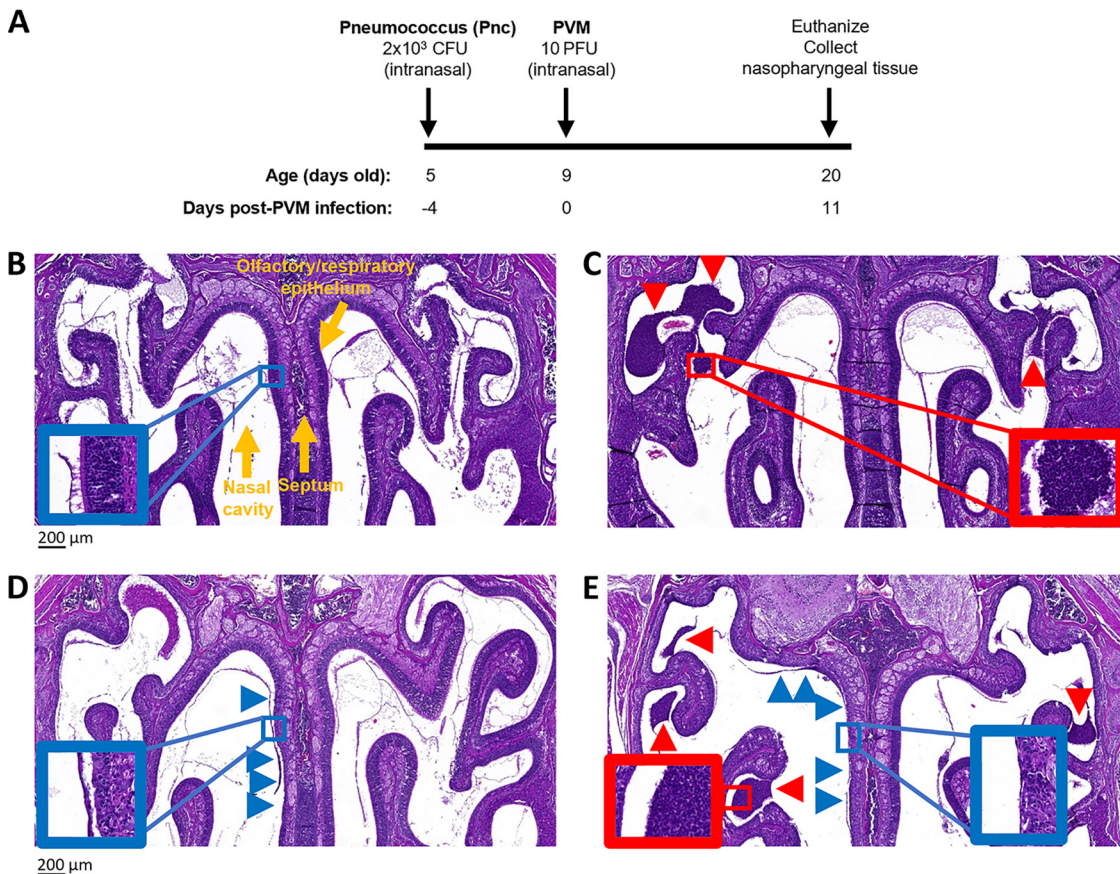 A
Pneumococcus (Pnc)
2x10³ CFU
(intranasal)
PVM
10 PFU
(intranasal)
Euthanize
Collect
nasopharyngeal tissue
Age (days old): 5 9 20
Days post-PVM infection: -4 0 11
B
Olfactory/respiratory
epithelium
Nasal
cavity
Septum
200 µm
C
D
200 µm
E